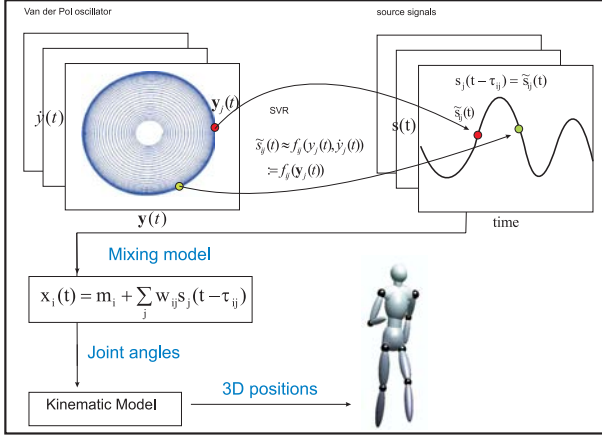 Van der Pol oscillator
source signals
ẏ(t)
y_j(t)
y(t)
SVR
s̃_ij(t) ≈ f_ij(y_j(t), ẏ_j(t))
:= f_ij(y_j(t))
s_j(t − τ_ij) = s̃_ij(t)
s̃_ij(t)
s(t)
time
Mixing model
x_i(t) = m_i + ∑_j w_ij s_j(t − τ_ij)
Joint angles
Kinematic Model
3D positions